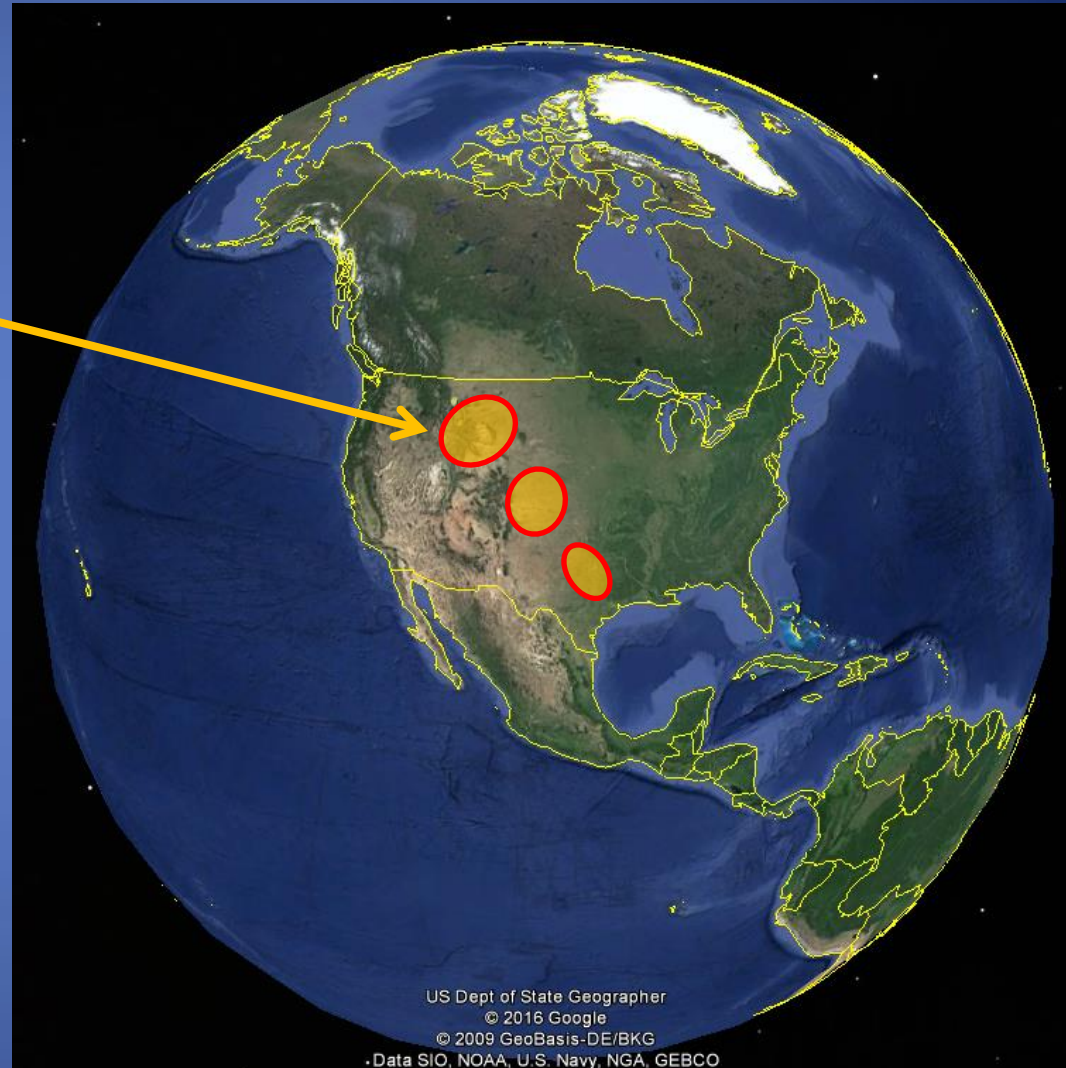 US Dept of State Geographer
© 2016 Google
© 2009 GeoBasis-DE/BKG
Data SIO, NOAA, U.S. Navy, NGA, GEBCO